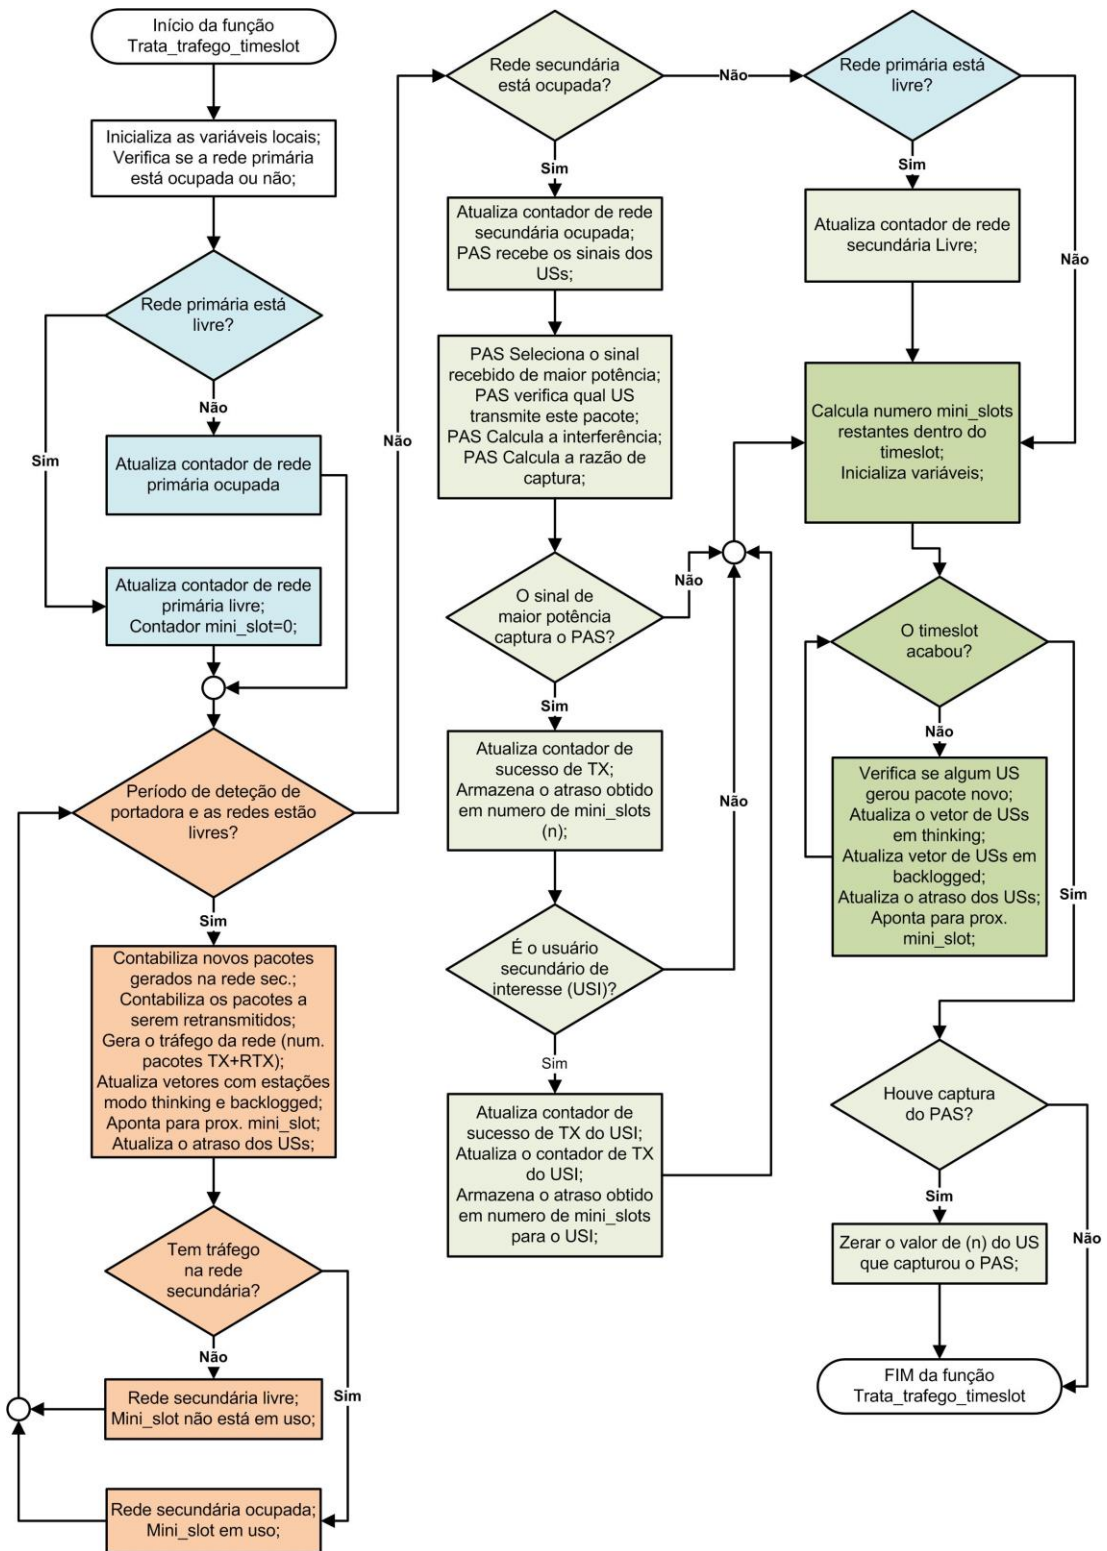 Início da função
Trata_trafego_timeslot
Inicializa as variáveis locais;
Verifica se a rede primária
está ocupada ou não;
Rede primária está
livre?
Não
Sim
Atualiza contador de rede
primária ocupada
Atualiza contador de rede
primária livre;
Contador mini_slot=0;
Período de deteção de
portadora e as redes estão
livres?
Não
Sim
Contabiliza novos pacotes
gerados na rede sec.;
Contabiliza os pacotes a
serem retransmitidos;
Gera o tráfego da rede (num.
pacotes TX+RTX);
Atualiza vetores com estações
modo thinking e backlogged;
Aponta para prox. mini_slot;
Atualiza o atraso dos USs;
Tem tráfego
na rede
secundária?
Não
Sim
Rede secundária livre;
Mini_slot não está em uso;
Rede secundária ocupada;
Mini_slot em uso;
Rede secundária
está ocupada?
Não
Sim
Atualiza contador de rede
secundária ocupada;
PAS recebe os sinais dos
USs;
PAS Seleciona o sinal
recebido de maior potência;
PAS verifica qual US
transmite este pacote;
PAS Calcula a interferência;
PAS Calcula a razão de
captura;
O sinal de
maior potência
captura o PAS?
Não
Sim
Atualiza contador de
sucesso de TX;
Armazena o atraso obtido
em numero de mini_slots
(n);
É o usuário
secundário de
interesse (USI)?
Não
Sim
Atualiza contador de
sucesso de TX do USI;
Atualiza o contador de TX
do USI;
Armazena o atraso obtido
em numero de mini_slots
para o USI;
Rede primária está
livre?
Sim
Não
Atualiza contador de rede
secundária Livre;
Calcula numero mini_slots
restantes dentro do
timeslot;
Inicializa variáveis;
O timeslot
acabou?
Não
Sim
Verifica se algum US
gerou pacote novo;
Atualiza o vetor de USs
em thinking;
Atualiza vetor de USs em
backlogged;
Atualiza o atraso dos USs;
Aponta para prox.
mini_slot;
Houve captura
do PAS?
Sim
Não
Zerar o valor de (n) do US
que capturou o PAS;
FIM da função
Trata_trafego_timeslot